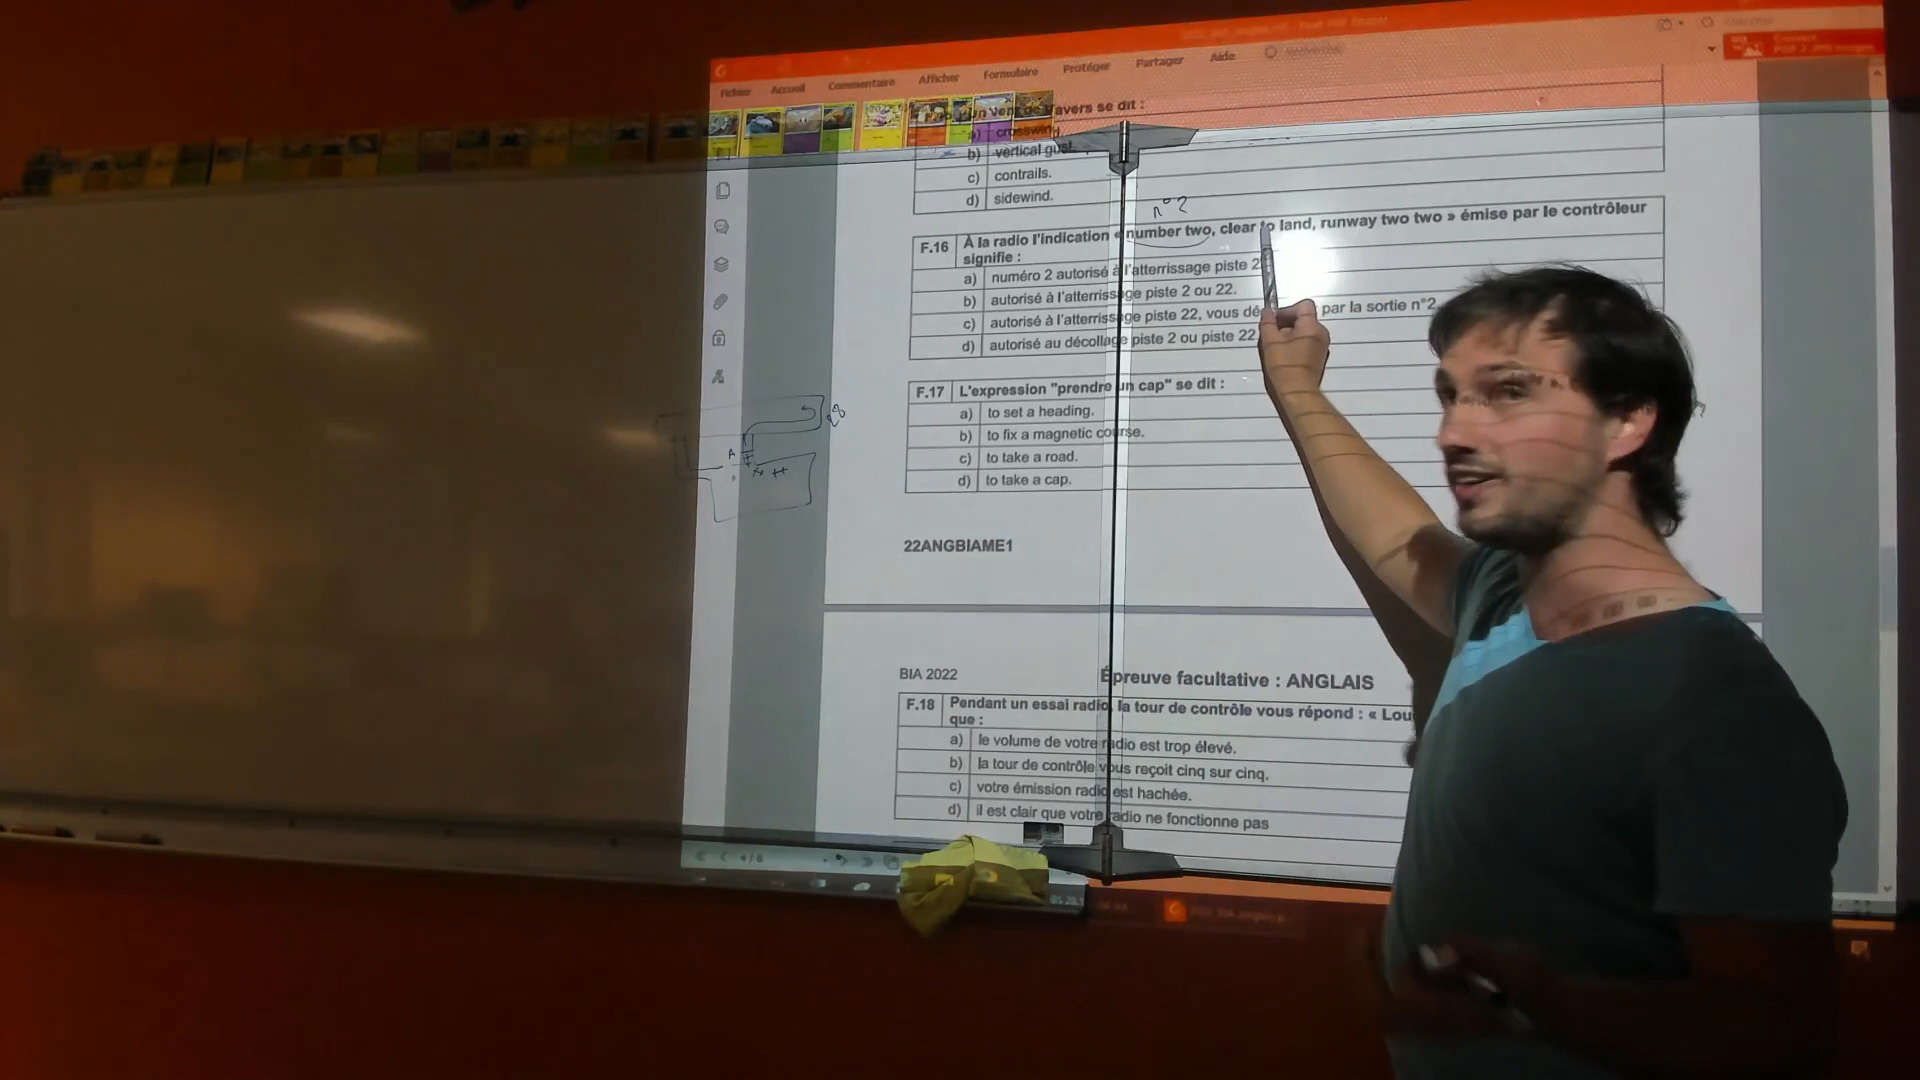 Fichier Accueil Commentaire Afficher Formulaire Protéger Partager Aide
vent de travers se dit :
a) crosswind.
b) vertical gust.
c) contrails.
d) sidewind.
n°2
F.16 À la radio l'indication « number two, clear to land, runway two two » émise par le contrôleur
signifie :
a) numéro 2 autorisé à l'atterrissage piste
b) autorisé à l'atterrissage piste 2 ou 22.
c) autorisé à l'atterrissage piste 22, vous par la sortie n°2
d) autorisé au décollage piste 2 ou piste 22
F.17 L'expression "prendre un cap" se dit :
a) to set a heading.
b) to fix a magnetic course.
c) to take a road.
d) to take a cap.
28
A
22ANGBIAME1
BIA 2022 Épreuve facultative : ANGLAIS
F.18 Pendant un essai radio, la tour de contrôle vous répond : « Lou
que :
a) le volume de votre radio est trop élevé.
b) la tour de contrôle vous reçoit cinq sur cinq.
c) votre émission radio est hachée.
d) il est clair que votre radio ne fonctionne pas
4/6